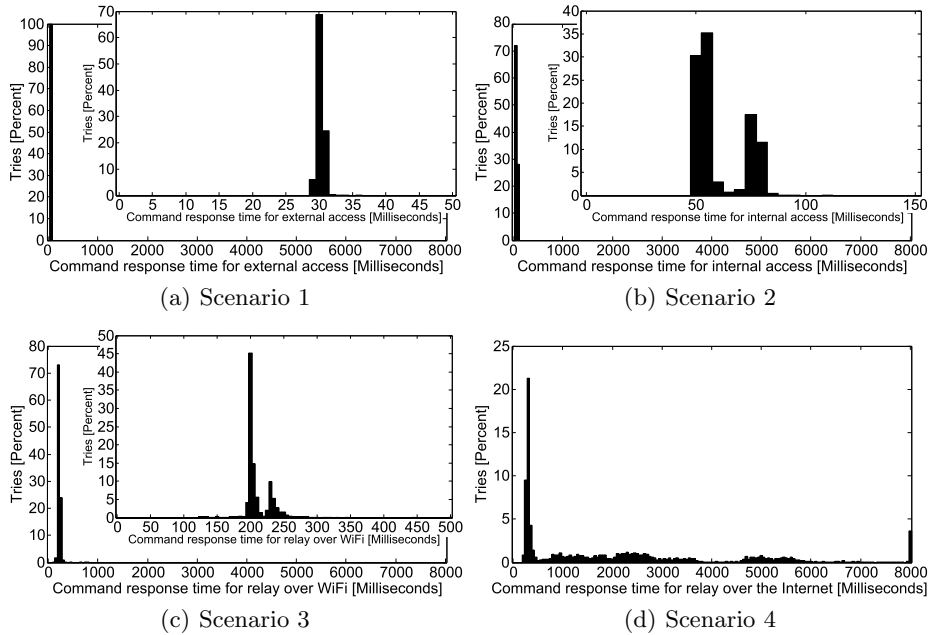 100
90
80
70
60
50
40
30
20
10
0
Tries [Percent]
70
60
50
40
30
20
10
0
Tries [Percent]
0 5 10 15 20 25 30 35 40 45 50
Command response time for external access [Milliseconds]
0 1000 2000 3000 4000 5000 6000 7000 8000
Command response time for external access [Milliseconds]
(a) Scenario 1
80
70
60
50
40
30
20
10
0
Tries [Percent]
40
35
30
25
20
15
10
5
0
Tries [Percent]
0 50 100 150
Command response time for internal access [Milliseconds]
0 1000 2000 3000 4000 5000 6000 7000 8000
Command response time for internal access [Milliseconds]
(b) Scenario 2
80
70
60
50
40
30
20
10
0
Tries [Percent]
50
45
40
35
30
25
20
15
10
5
0
Tries [Percent]
0 50 100 150 200 250 300 350 400 450 500
Command response time for relay over WiFi [Milliseconds]
0 1000 2000 3000 4000 5000 6000 7000 8000
Command response time for relay over WiFi [Milliseconds]
(c) Scenario 3
25
20
15
10
5
0
Tries [Percent]
0 1000 2000 3000 4000 5000 6000 7000 8000
Command response time for relay over the Internet [Milliseconds]
(d) Scenario 4